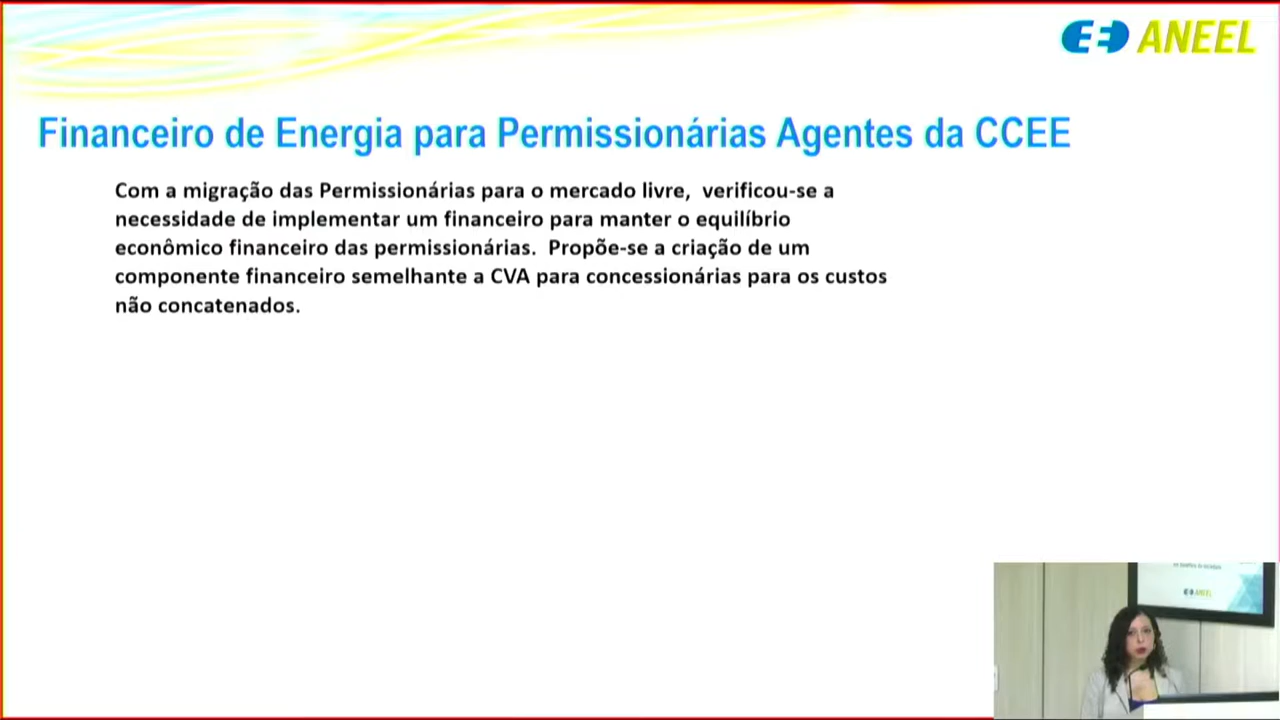 ANEEL
Financeiro de Energia para Permissionárias Agentes da CCEE
Com a migração das Permissionárias para o mercado livre, verificou-se a
necessidade de implementar um financeiro para manter o equilíbrio
econômico financeiro das permissionárias. Propõe-se a criação de um
componente financeiro semelhante a CVA para concessionárias para os custos
não concatenados.
ANEEL